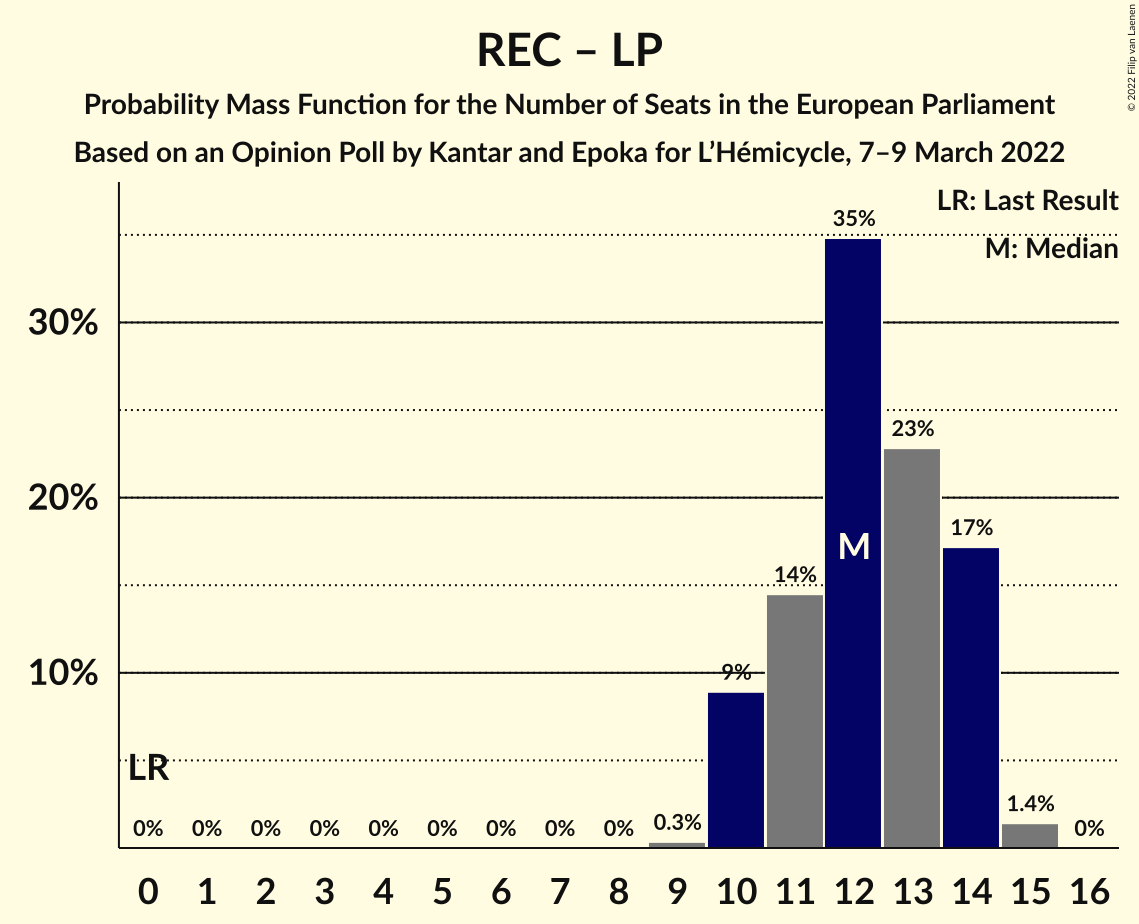 REC – LP
Probability Mass Function for the Number of Seats in the European Parliament
Based on an Opinion Poll by Kantar and Epoka for L’Hémicycle, 7–9 March 2022
© 2022 Filip van Laenen
LR: Last Result
M: Median
35%
30%
23%
20%
17%
M
14%
10%
9%
LR
0% 0% 0% 0% 0% 0% 0% 0% 0% 0.3% 1.4% 0%
0 1 2 3 4 5 6 7 8 9 10 11 12 13 14 15 16